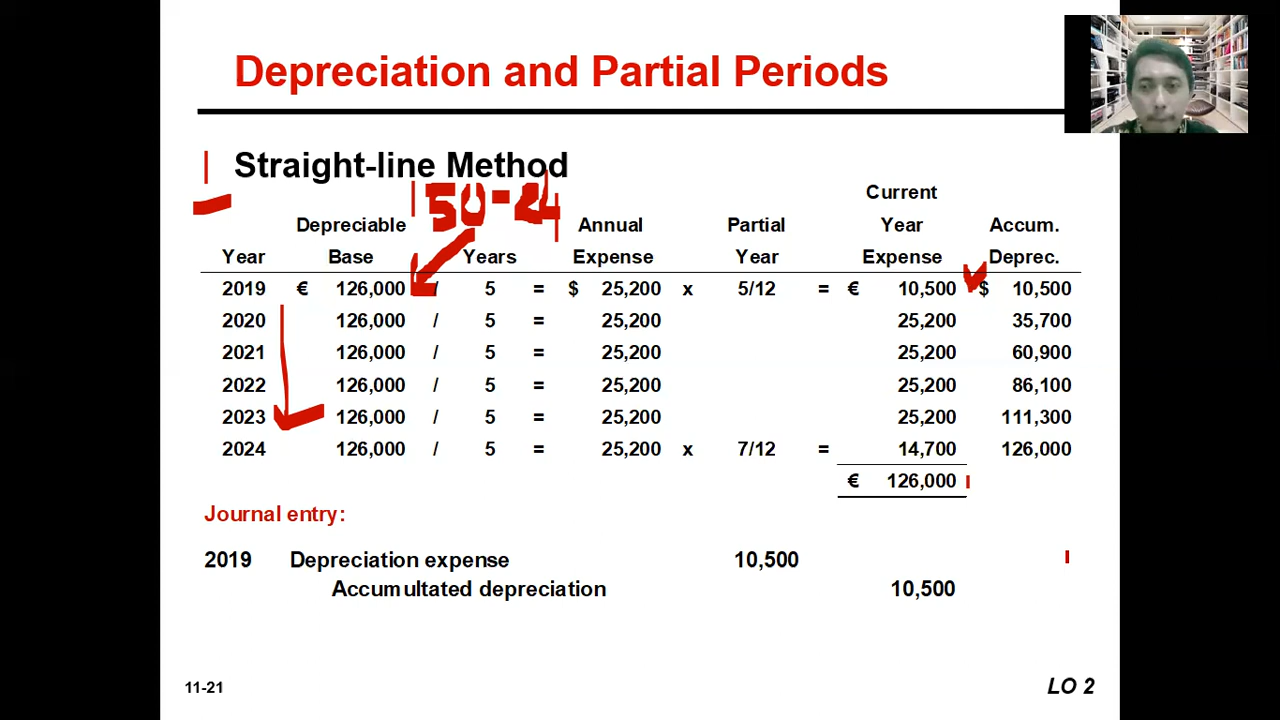 Depreciation and Partial Periods
Straight-line Method
150-24
Current
Depreciable Annual Partial Year Accum.
Year Base Years Expense Year Expense Deprec.
2019 € 126,000 / 5 = $ 25,200 x 5/12 = € 10,500 $ 10,500
2020 126,000 / 5 = 25,200 25,200 35,700
2021 126,000 / 5 = 25,200 25,200 60,900
2022 126,000 / 5 = 25,200 25,200 86,100
2023 126,000 / 5 = 25,200 25,200 111,300
2024 126,000 / 5 = 25,200 x 7/12 = 14,700 126,000
€ 126,000
Journal entry:
2019 Depreciation expense 10,500
Accumultated depreciation 10,500
11-21 LO 2